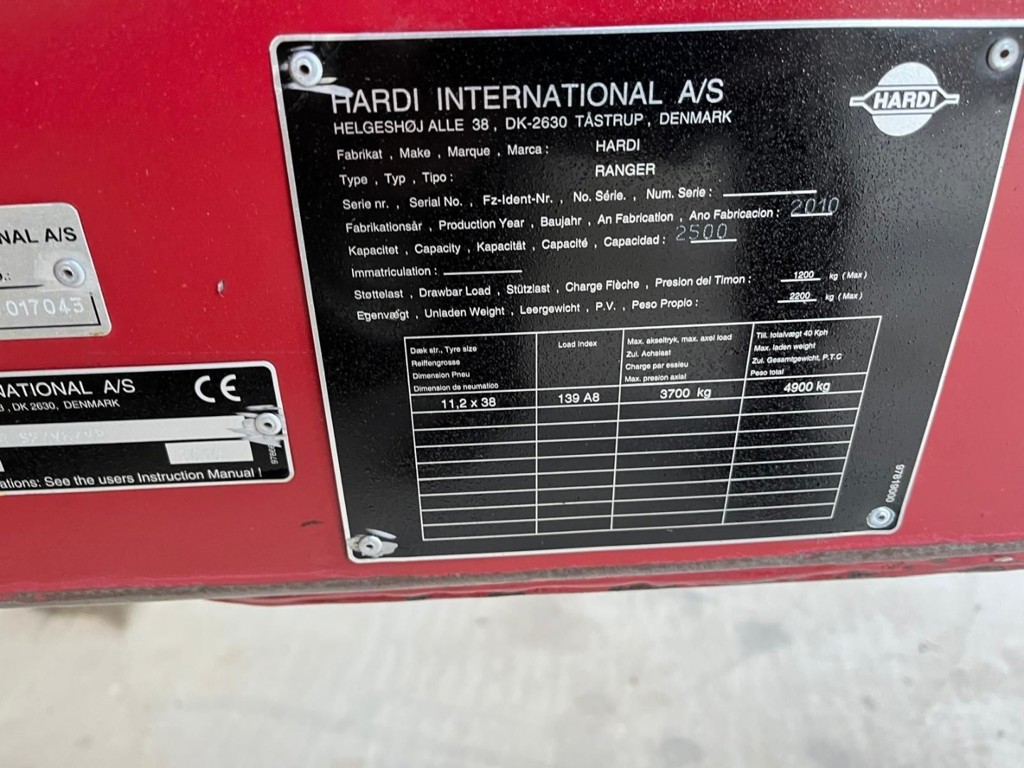 HARDI INTERNATIONAL A/S
HELGESHØJ ALLE 38, DK-2630 TÅSTRUP, DENMARK
HARDI
Fabrikat , Make , Marque , Marca : HARDI
Type , Typ , Tipo : RANGER
Serie nr. , Serial No. , Fz-Ident-Nr. , No. Série. , Num. Serie :
Fabrikationsår , Production Year , Baujahr , An Fabrication , Ano Fabricacion : 2010
Kapacitet , Capacity , Kapacität , Capacité , Capacidad : 2500
Immatriculation :
Støttelast , Drawbar Load , Stützlast , Charge Flèche , Presion del Timon : 1200 kg (Max)
Egenvægt , Unladen Weight , Leergewicht , P.V. , Peso Propio : 2200 kg (Max)
Dæk str., Tyre size
Reiffengrosse
Dimension Pneu
Dimension de neumatico
Load Index
Max. akseltryk, max. axel load
Zul. Achslast
Charge par essieu
Max. presion axial
Till. totalvægt 40 Kph
Max. laden weight
Zul. Gesamtgewicht, P.T.C
Peso total
11,2 x 38 139 A8 3700 kg 4900 kg
97819000
NAL A/S
017043
NATIONAL A/S
CE
, DK 2630, DENMARK
ations: See the users Instruction Manual !